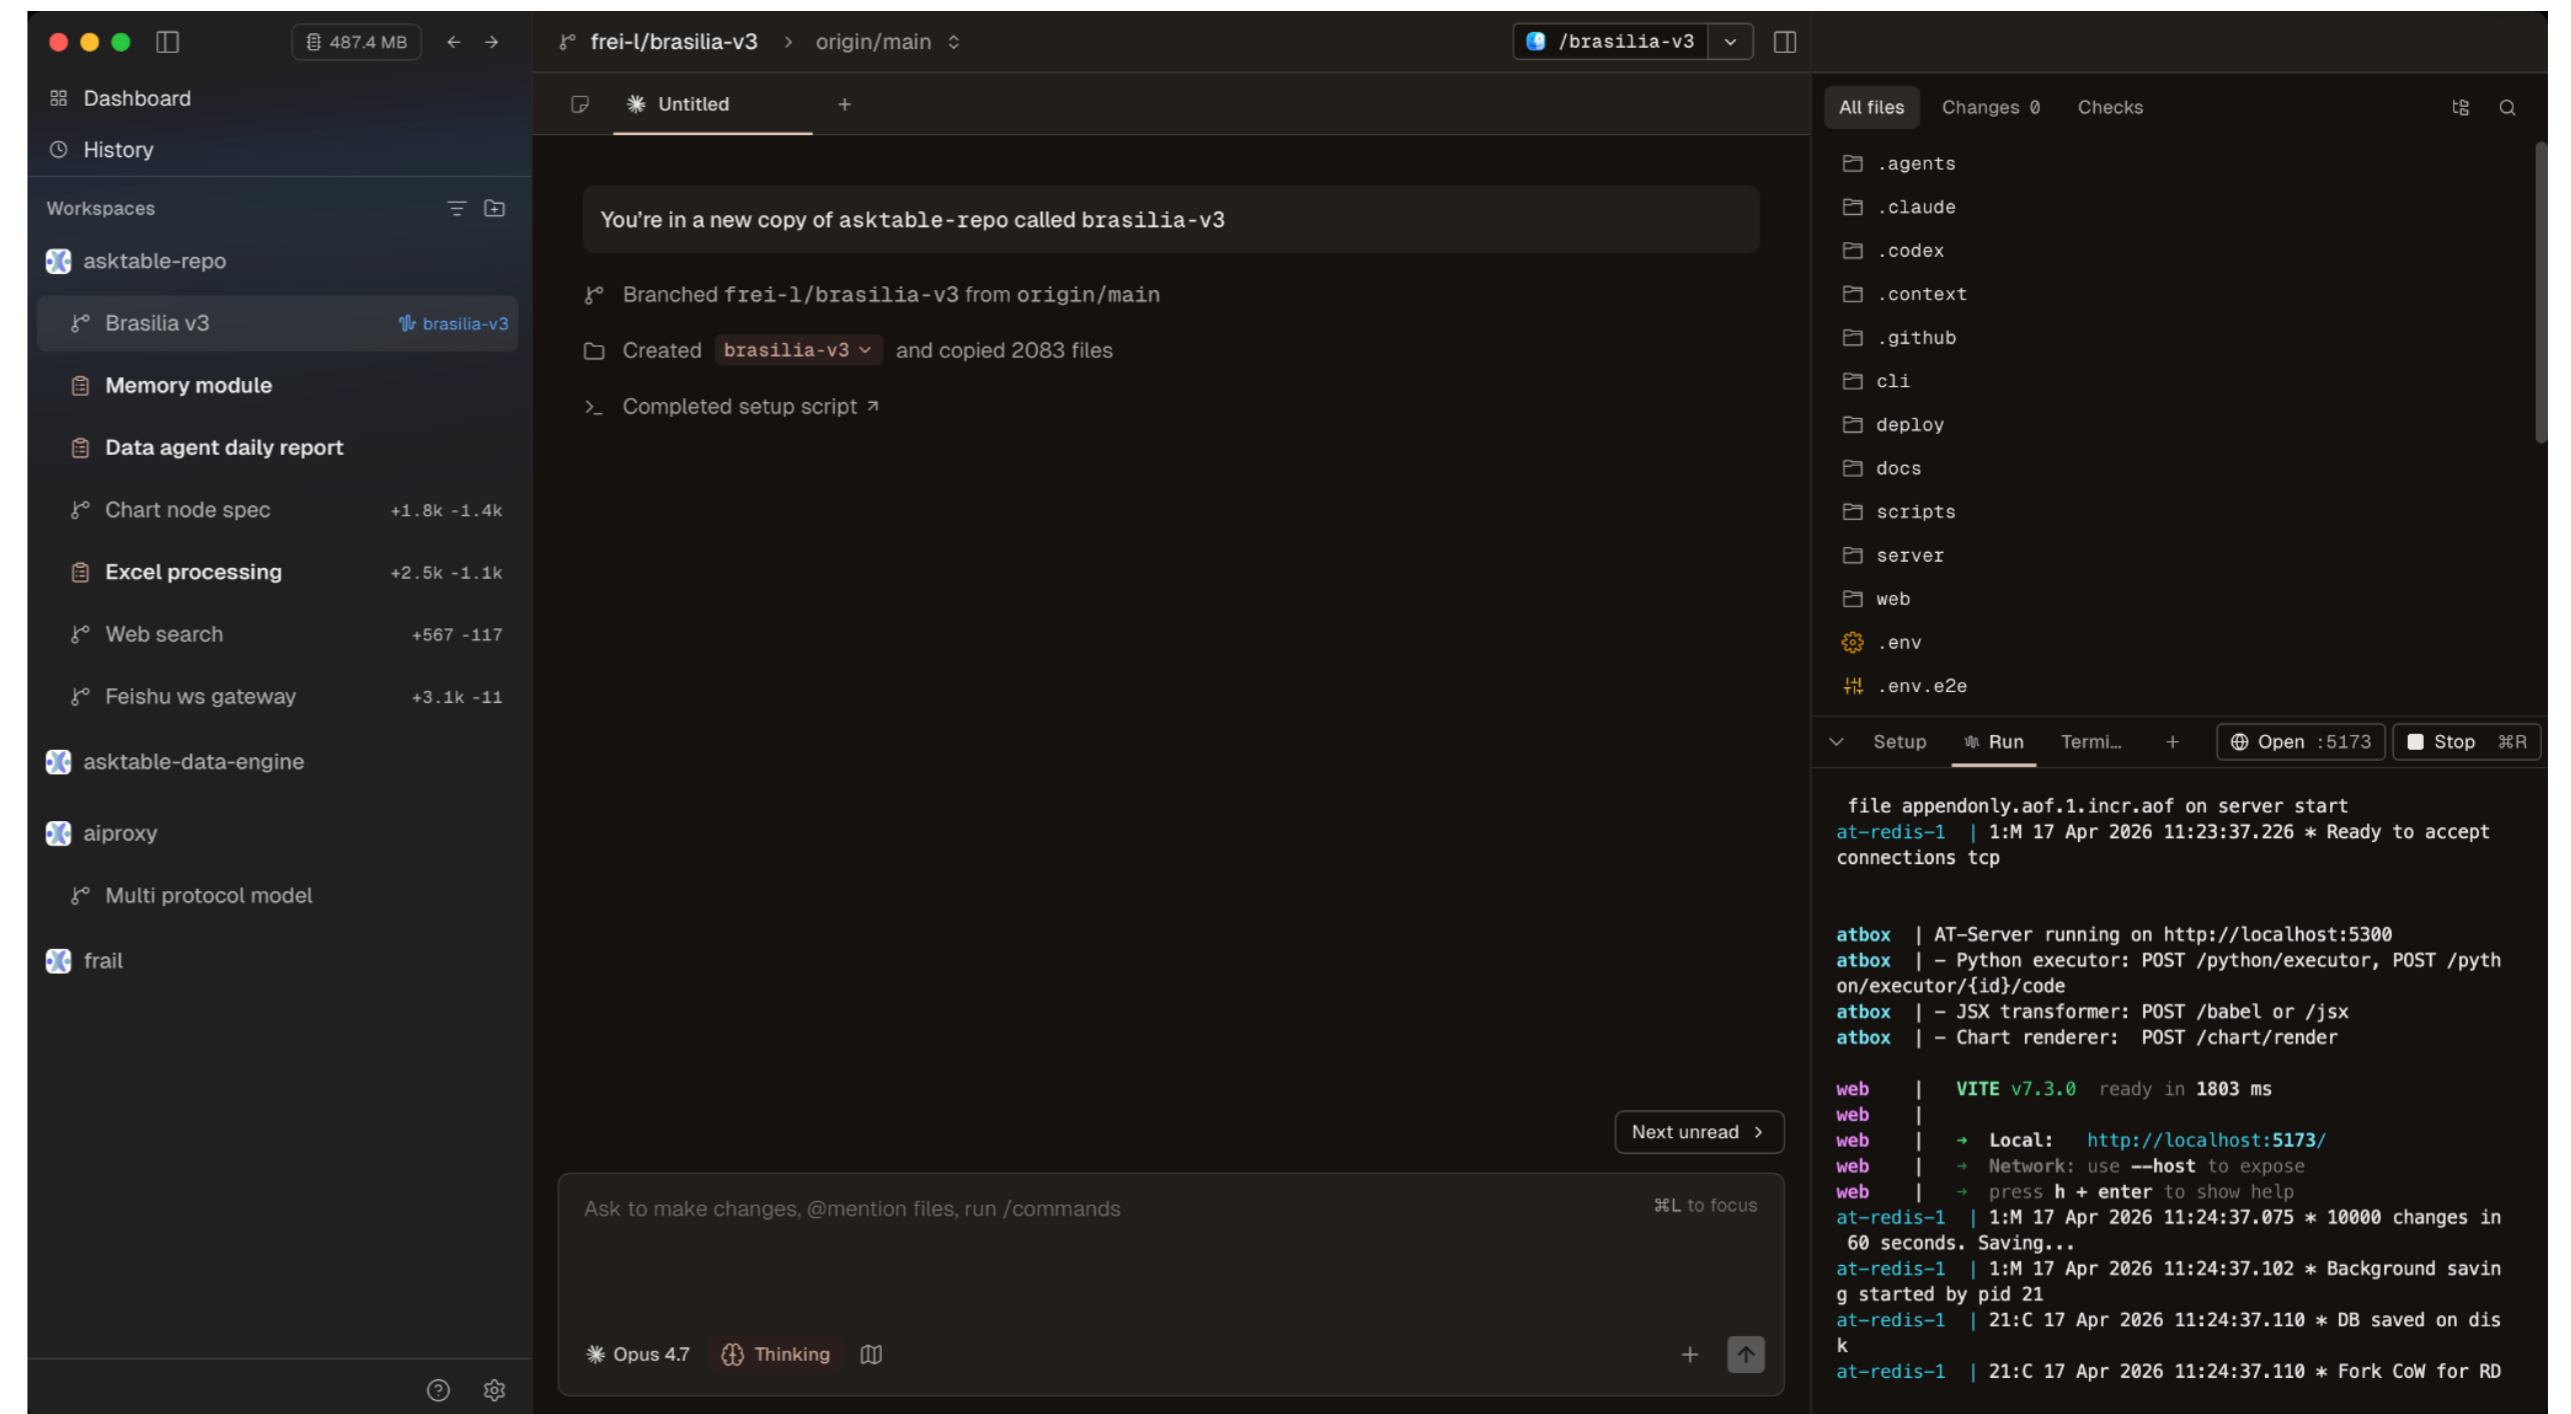 487.4 MB
Dashboard
History
Workspaces
asktable-repo
Brasilia v3 brasilia-v3
Memory module
Data agent daily report
Chart node spec +1.8k -1.4k
Excel processing +2.5k -1.1k
Web search +567 -117
Feishu ws gateway +3.1k -11
asktable-data-engine
aiproxy
Multi protocol model
frail
frei-l/brasilia-v3 > origin/main
/brasilia-v3
Untitled +
You're in a new copy of asktable-repo called brasilia-v3
Branched frei-l/brasilia-v3 from origin/main
Created brasilia-v3 and copied 2083 files
Completed setup script
Next unread >
Ask to make changes, @mention files, run /commands ⌘L to focus
Opus 4.7 Thinking
All files Changes 0 Checks
.agents
.claude
.codex
.context
.github
cli
deploy
docs
scripts
server
web
.env
.env.e2e
Setup Run Termi... + Open :5173 Stop ⌘R
file appendonly.aof.1.incr.aof on server start
at-redis-1 | 1:M 17 Apr 2026 11:23:37.226 * Ready to accept
connections tcp
atbox | AT-Server running on http://localhost:5300
atbox | - Python executor: POST /python/executor, POST /pyth
on/executor/{id}/code
atbox | - JSX transformer: POST /babel or /jsx
atbox | - Chart renderer: POST /chart/render
web | VITE v7.3.0 ready in 1803 ms
web |
web | → Local: http://localhost:5173/
web | → Network: use --host to expose
web | → press h + enter to show help
at-redis-1 | 1:M 17 Apr 2026 11:24:37.075 * 10000 changes in
60 seconds. Saving...
at-redis-1 | 1:M 17 Apr 2026 11:24:37.102 * Background savin
g started by pid 21
at-redis-1 | 21:C 17 Apr 2026 11:24:37.110 * DB saved on dis
k
at-redis-1 | 21:C 17 Apr 2026 11:24:37.110 * Fork CoW for RD